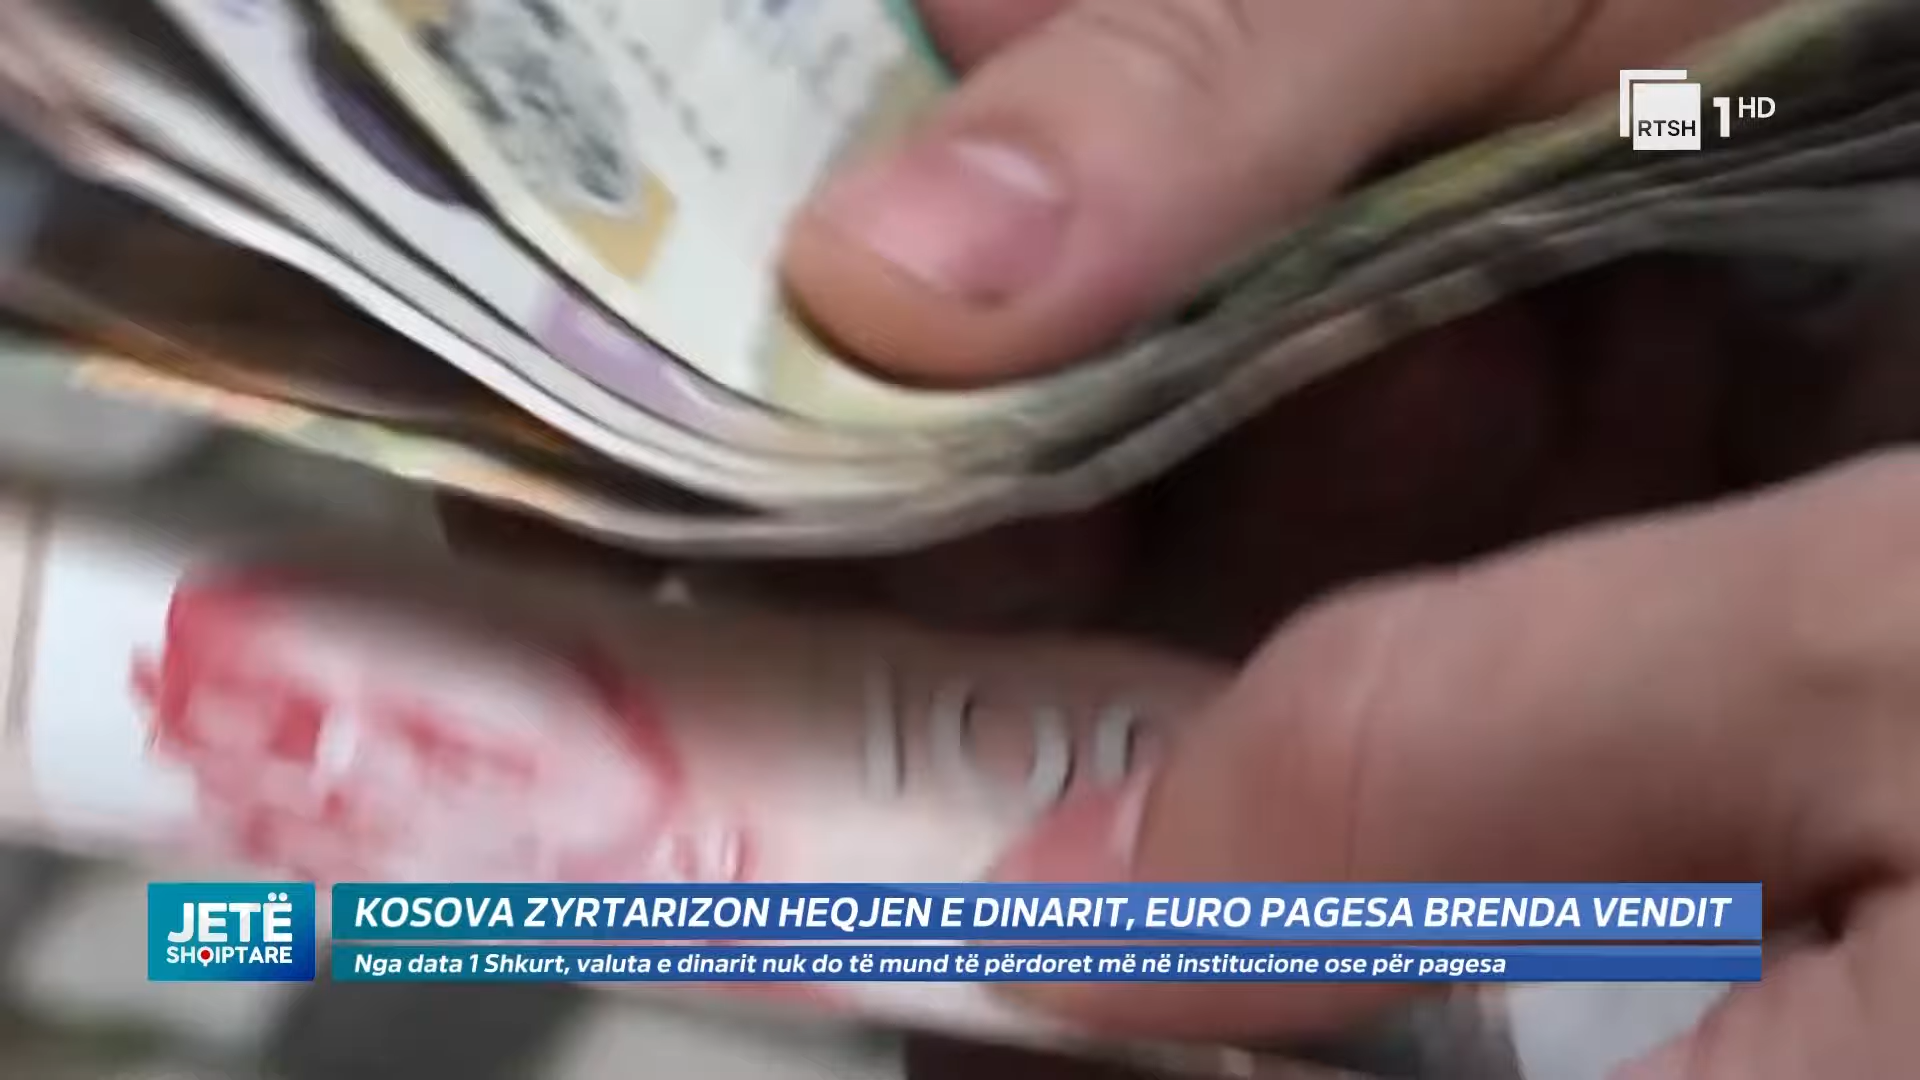 RTSH 1 HD
JETË
SHQIPTARE
KOSOVA ZYRTARIZON HEQJEN E DINARIT, EURO PAGESA BRENDA VENDIT
Nga data 1 Shkurt, valuta e dinarit nuk do të mund të përdoret më në institucione ose për pagesa